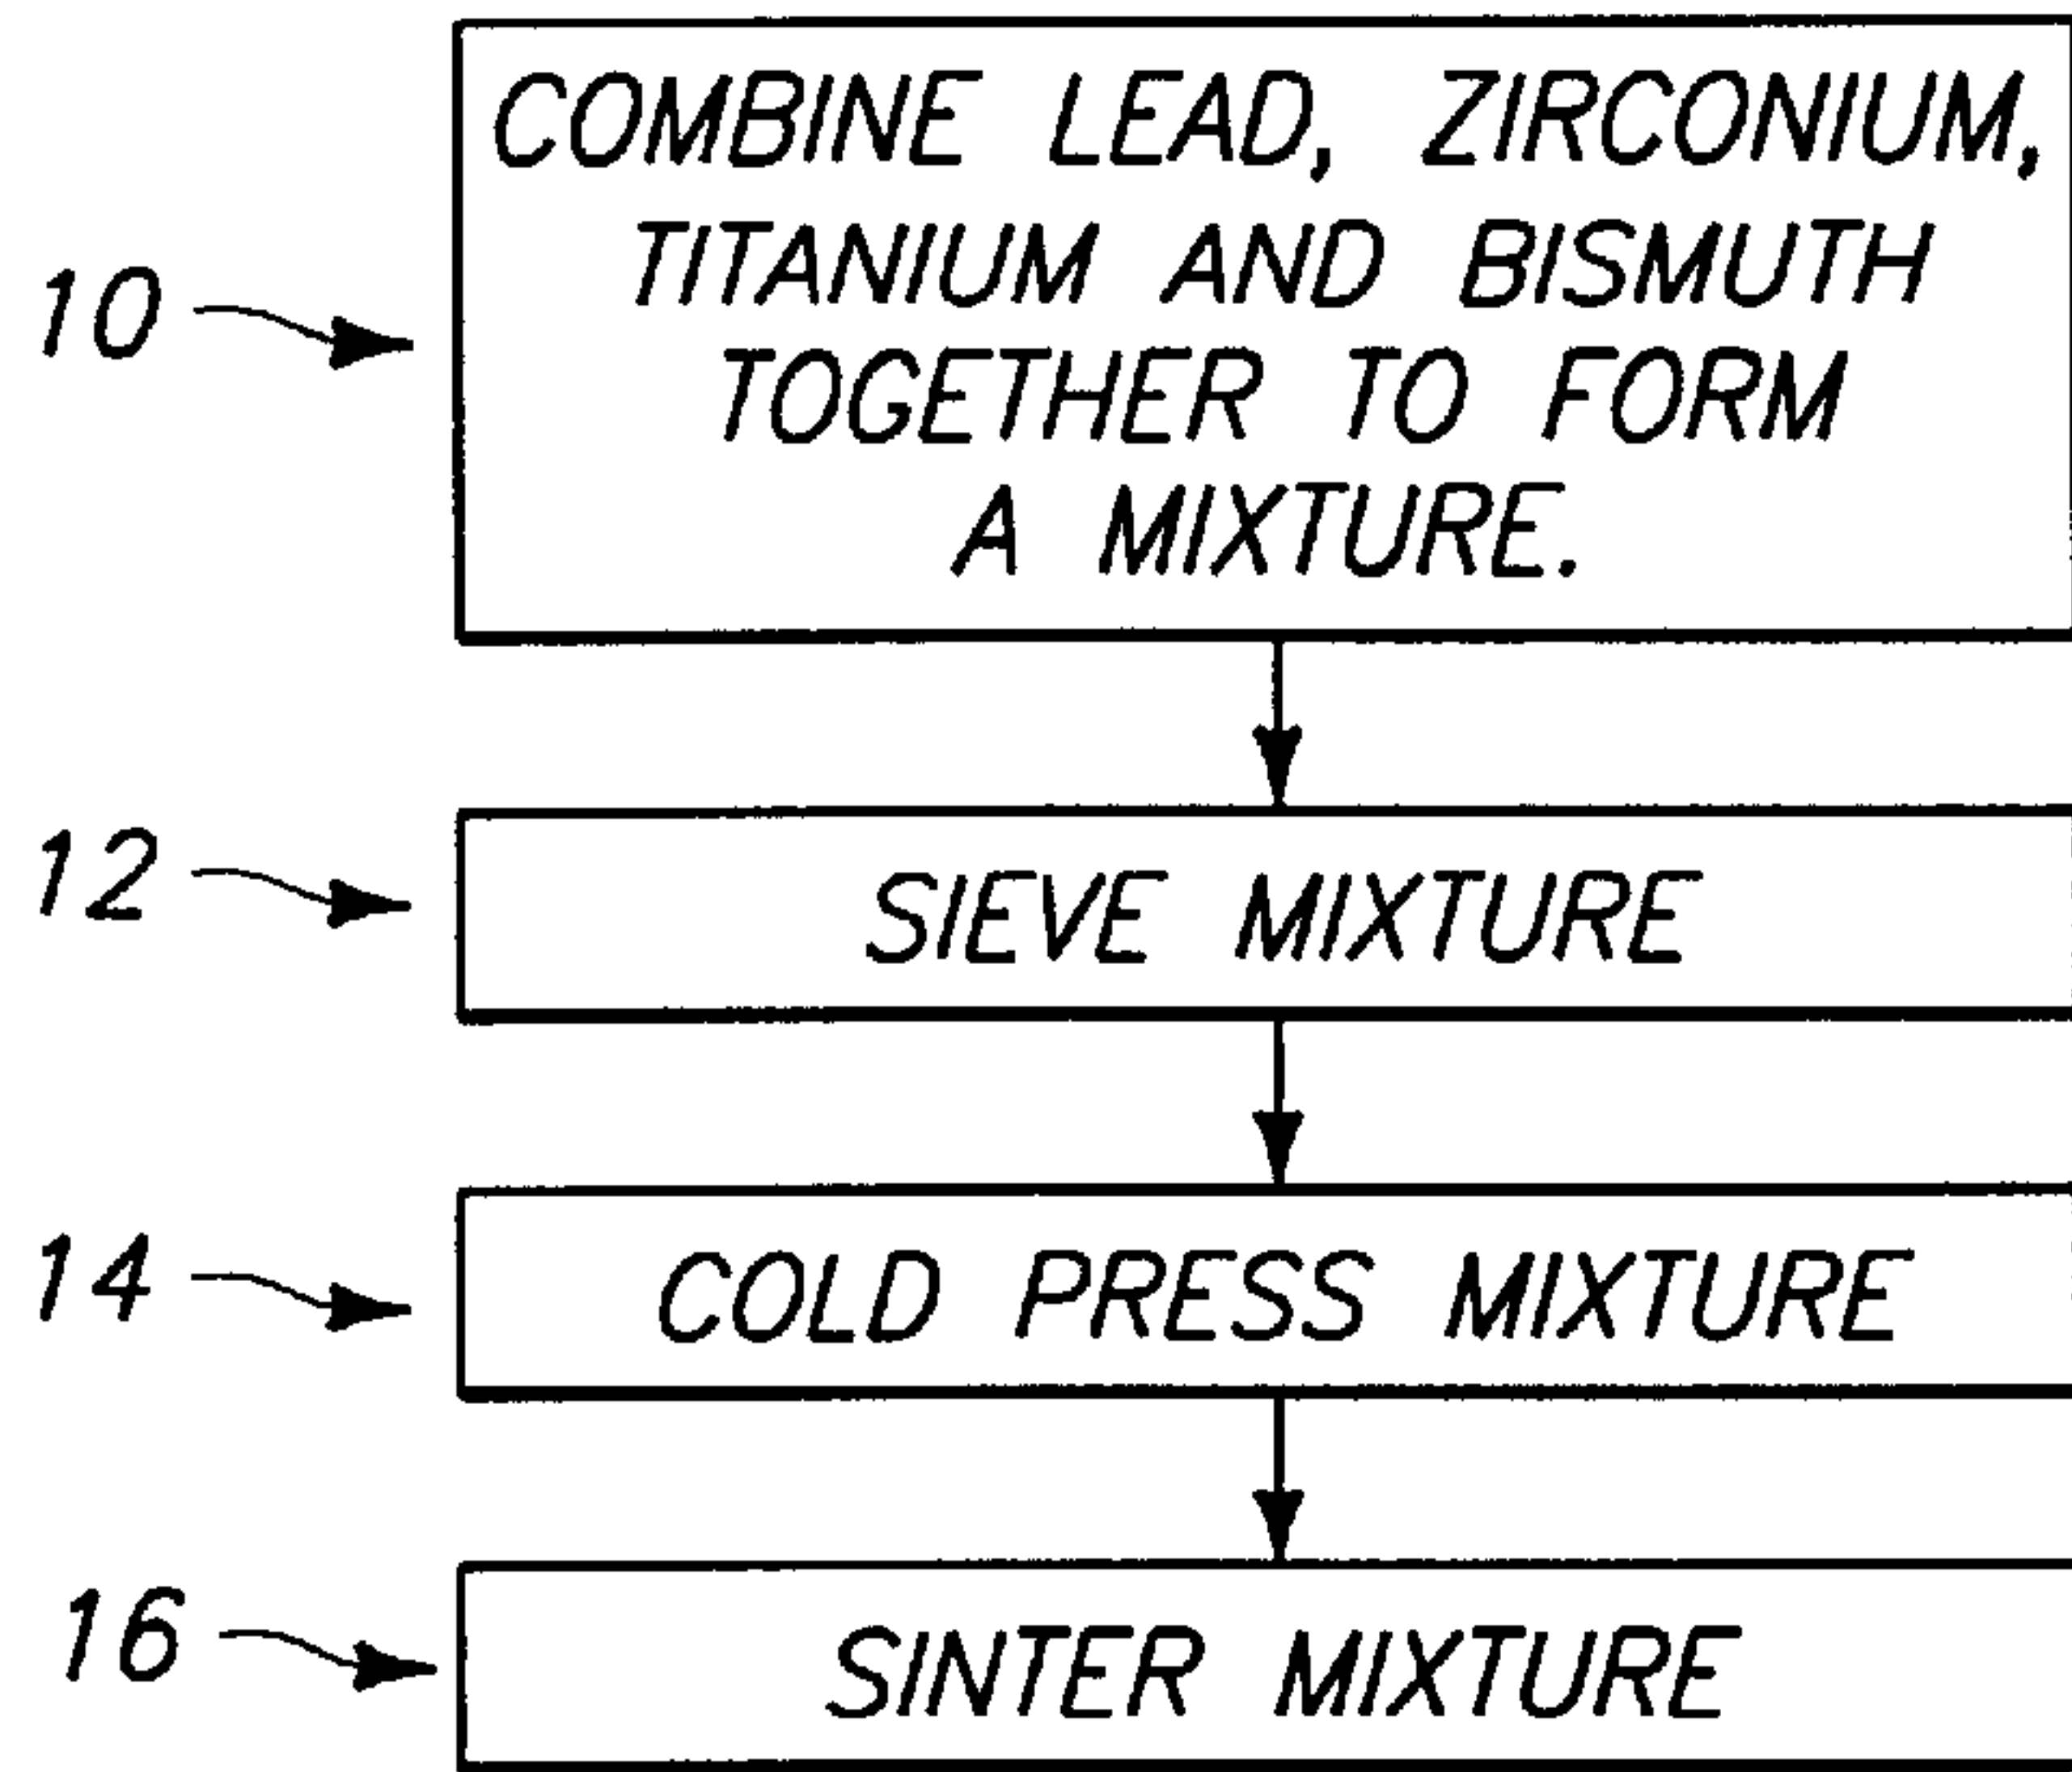 COMBINE LEAD, ZIRCONIUM,
TITANIUM AND BISMUTH
10
TOGETHER TO FORM
A MIXTURE.
12
SIEVE MIXTURE
14
COLD PRESS MIXTURE
16
SINTER MIXTURE